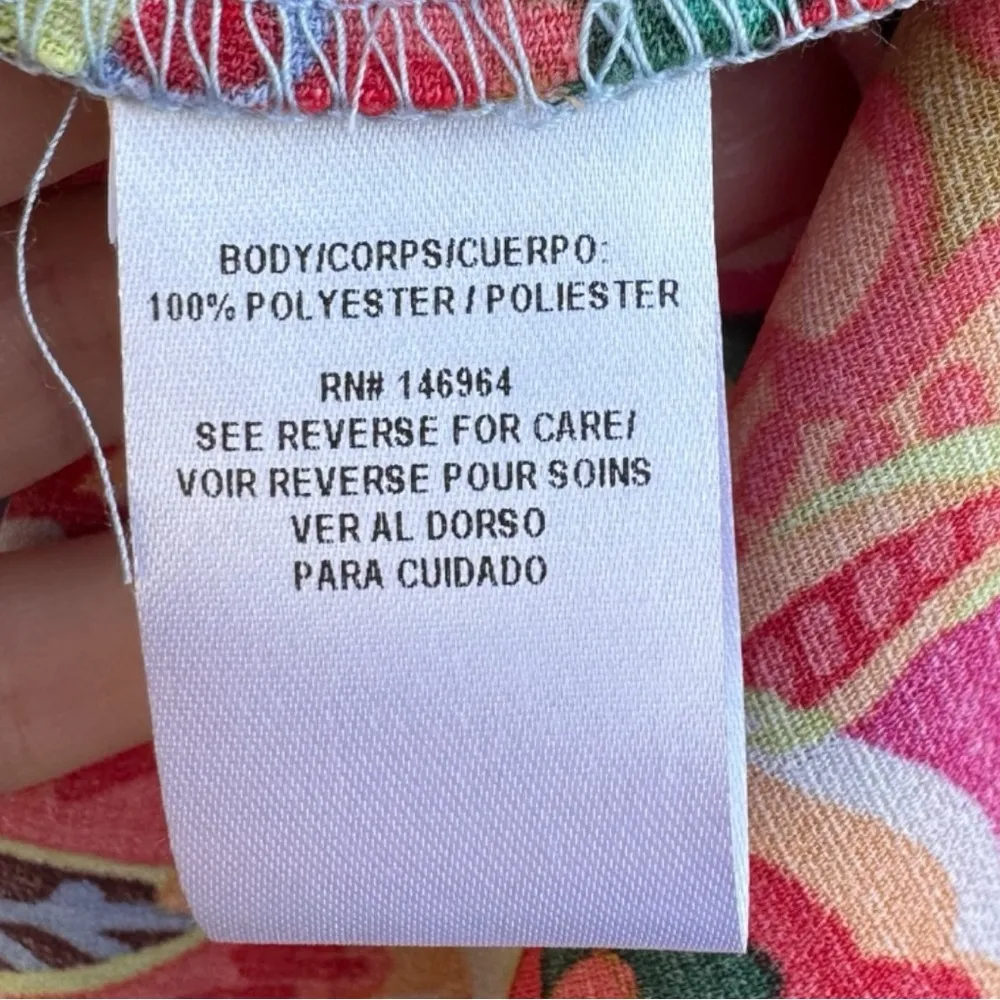 BODY/CORPS/CUERPO:
100% POLYESTER / POLIESTER
RN# 146964
SEE REVERSE FOR CARE/
VOIR REVERSE POUR SOINS
VER AL DORSO
PARA CUIDADO